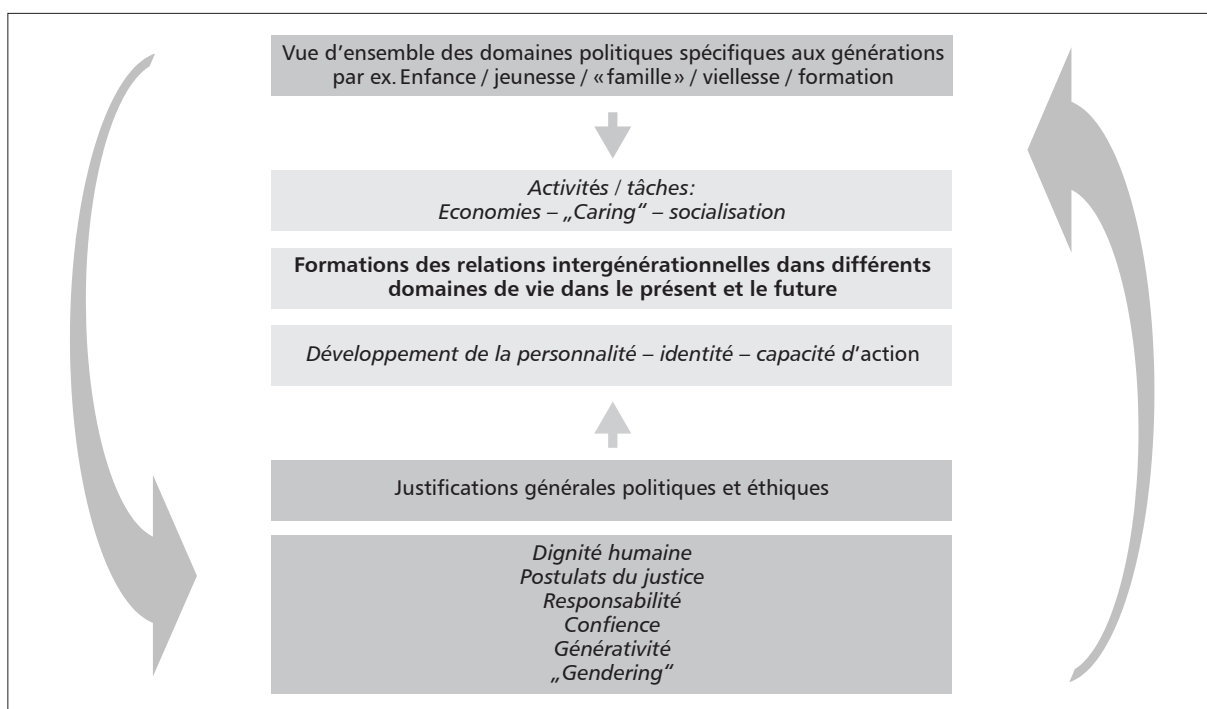 Vue d’ensemble des domaines politiques spécifiques aux générations
par ex. Enfance / jeunesse / «famille» / viellesse / formation
Activités / tâches:
Economies – „Caring“ – socialisation
Formations des relations intergénérationnelles dans différents
domaines de vie dans le présent et le future
Développement de la personnalité – identité – capacité d’action
Justifications générales politiques et éthiques
Dignité humaine
Postulats du justice
Responsabilité
Confience
Générativité
„Gendering“